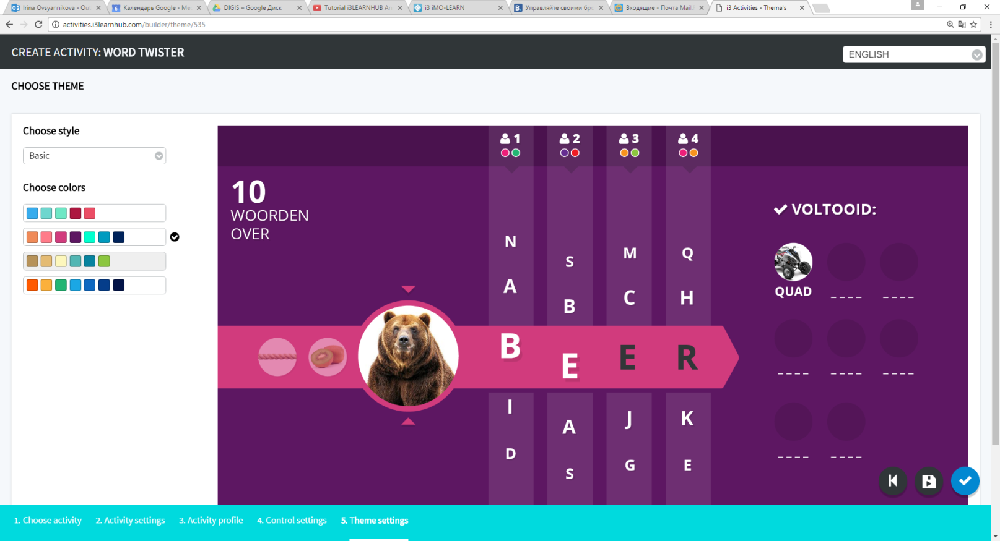 Irina Ovsyannikova - Out
Календарь Google - Me
DIGIS – Google Диск
Tutorial i3LEARNHUB An
i3 iMO-LEARN
Управляйте своими бро
Входящие - Почта Mail.
i3 Activities - Thema's
activities.i3learnhub.com/builder/theme/535
CREATE ACTIVITY: WORD TWISTER
ENGLISH
CHOOSE THEME
Choose style
Basic
Choose colors
1 2 3 4
10
WOORDEN
OVER
VOLTOOID:
QUAD
N S M Q
A B C H
B E E R
I A J K
D S G E
1. Choose activity
2. Activity settings
3. Activity profile
4. Control settings
5. Theme settings